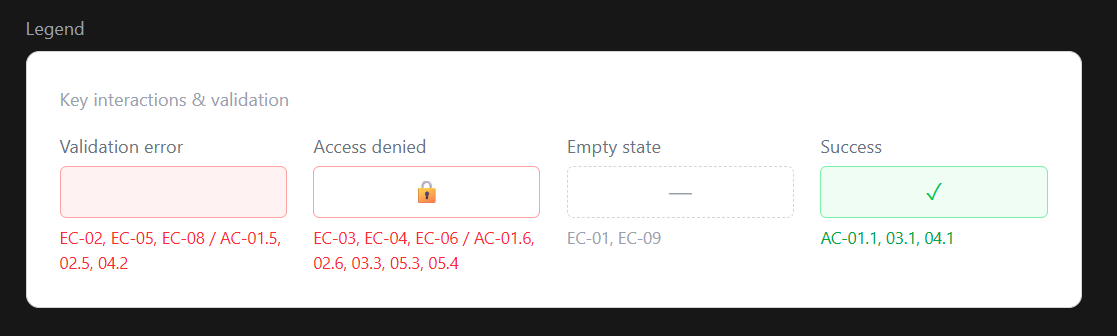 Legend
Key interactions & validation
Validation error
Access denied
Empty state
Success
—
✓
EC-02, EC-05, EC-08 / AC-01.5,
02.5, 04.2
EC-03, EC-04, EC-06 / AC-01.6,
02.6, 03.3, 05.3, 05.4
EC-01, EC-09
AC-01.1, 03.1, 04.1